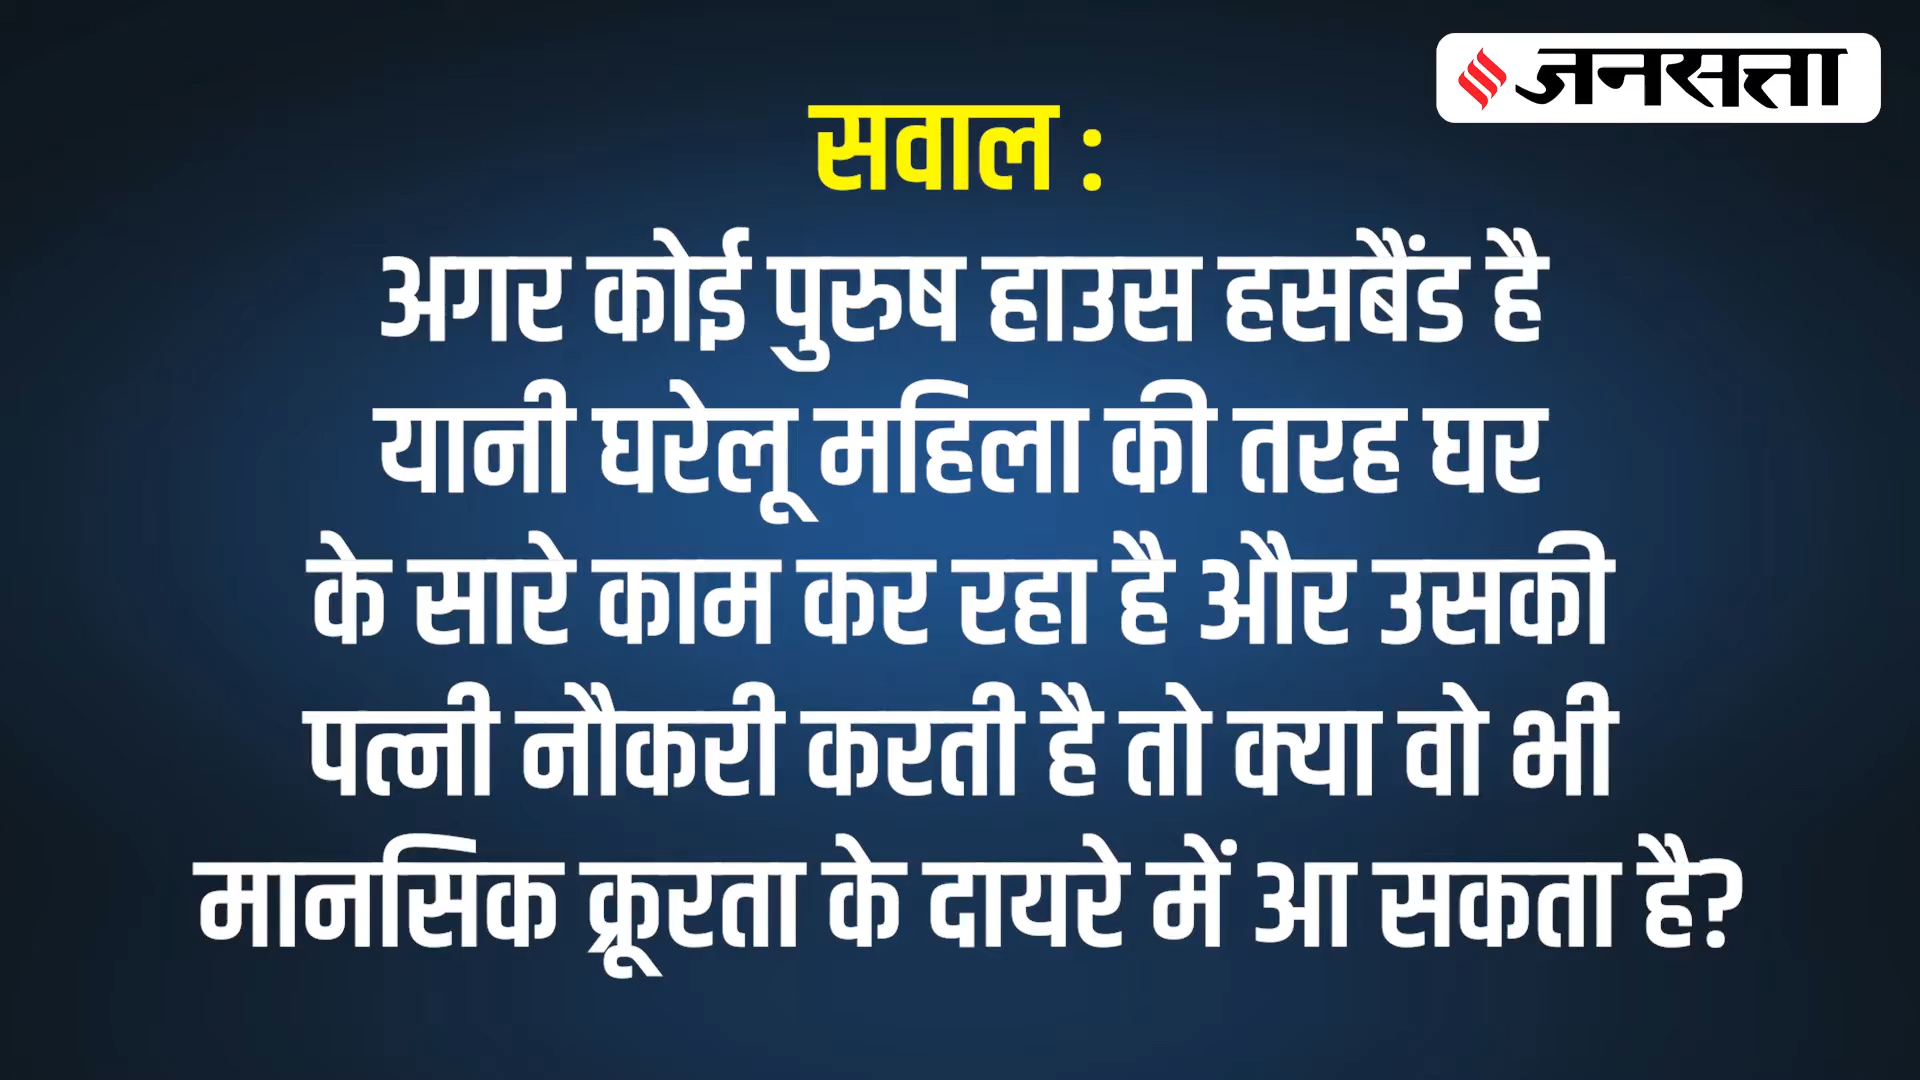 जनसत्ता
सवाल :
अगर कोई पुरुष हाउस हसबैंड है
यानी घरेलू महिला की तरह घर
के सारे काम कर रहा है और उसकी
पत्नी नौकरी करती है तो क्या वो भी
मानसिक क्रूरता के दायरे में आ सकता है?